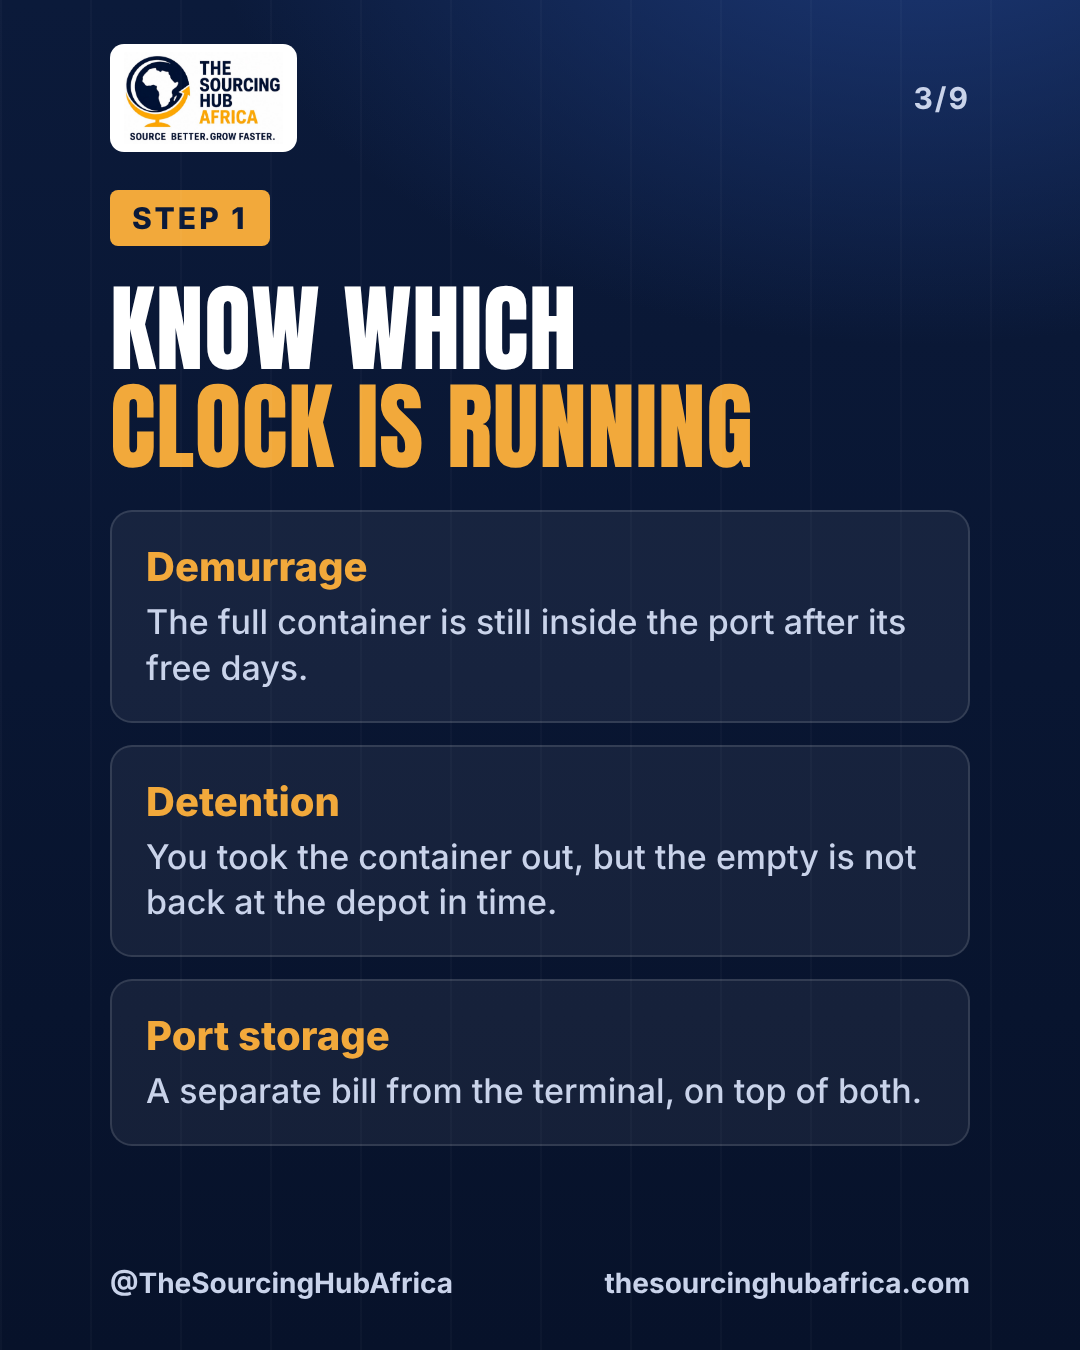 THE
SOURCING
HUB
AFRICA
SOURCE BETTER. GROW FASTER.
3/9
STEP 1
KNOW WHICH
CLOCK IS RUNNING
Demurrage
The full container is still inside the port after its
free days.
Detention
You took the container out, but the empty is not
back at the depot in time.
Port storage
A separate bill from the terminal, on top of both.
@TheSourcingHubAfrica
thesourcinghubafrica.com